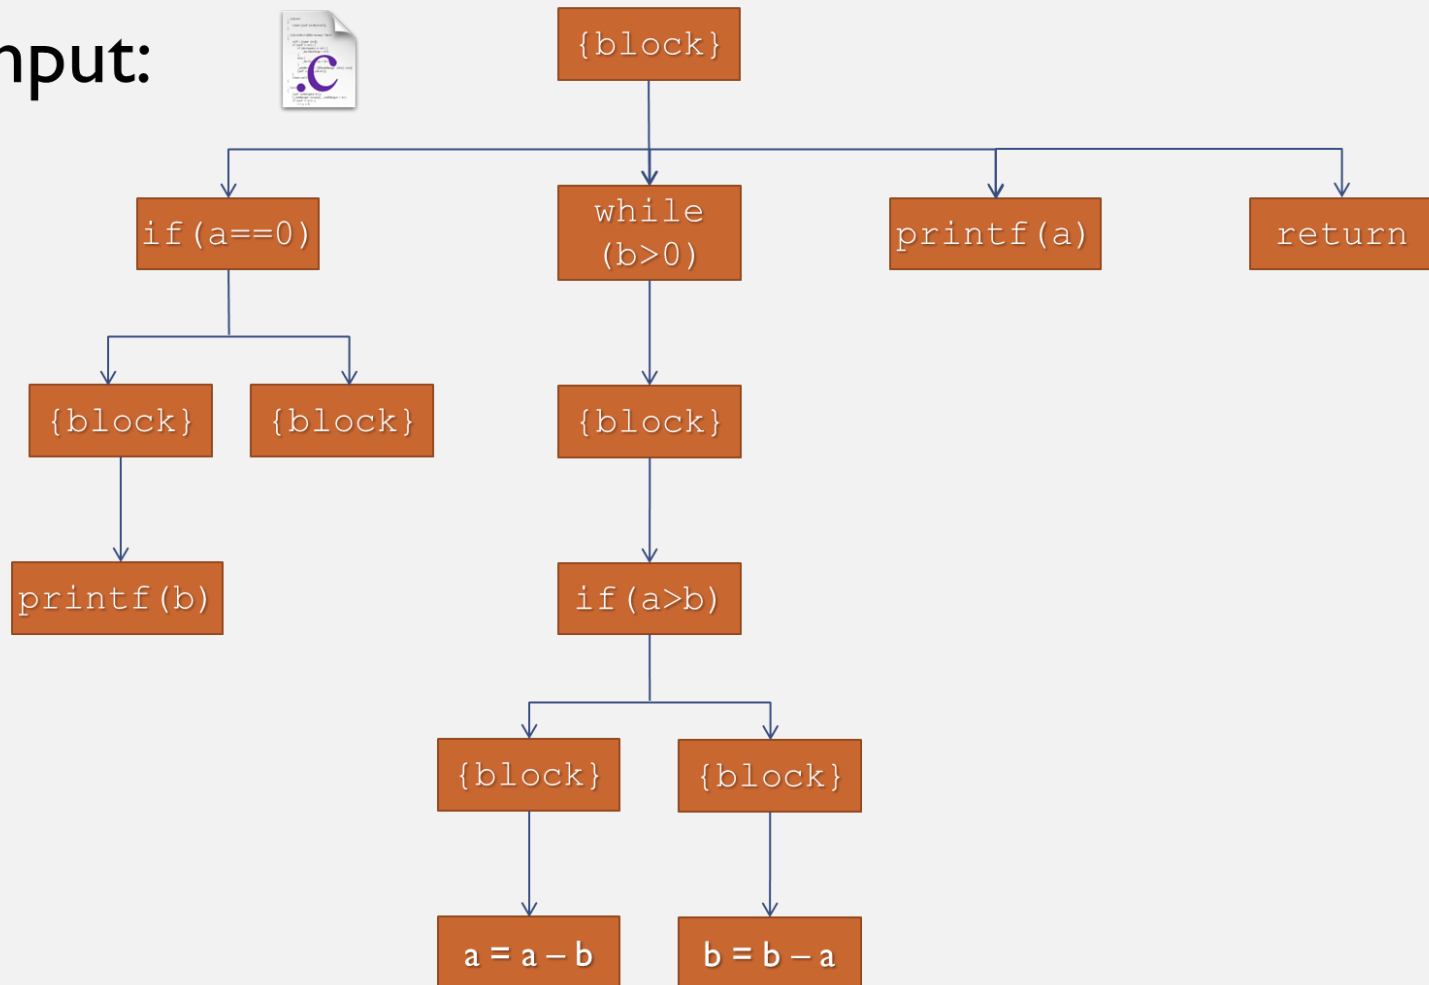 nput:
.c
{block}
if(a==0)
while
(b>0)
printf(a)
return
{block}
{block}
{block}
printf(b)
if(a>b)
{block}
{block}
a = a – b
b = b – a